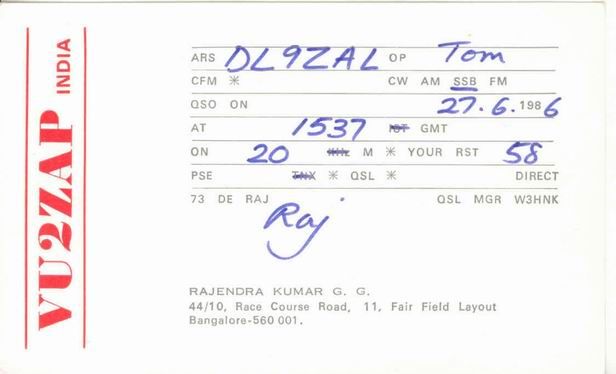 VU2ZAP INDIA
ARS DL9ZAL OP Tom
CFM * CW AM SSB FM
QSO ON 27.6.1986
AT 1537 IST GMT
ON 20 M * YOUR RST 58
PSE TNX * QSL * DIRECT
73 DE RAJ QSL MGR W3HNK
Raj
RAJENDRA KUMAR G. G.
44/10, Race Course Road, 11, Fair Field Layout
Bangalore-560 001.